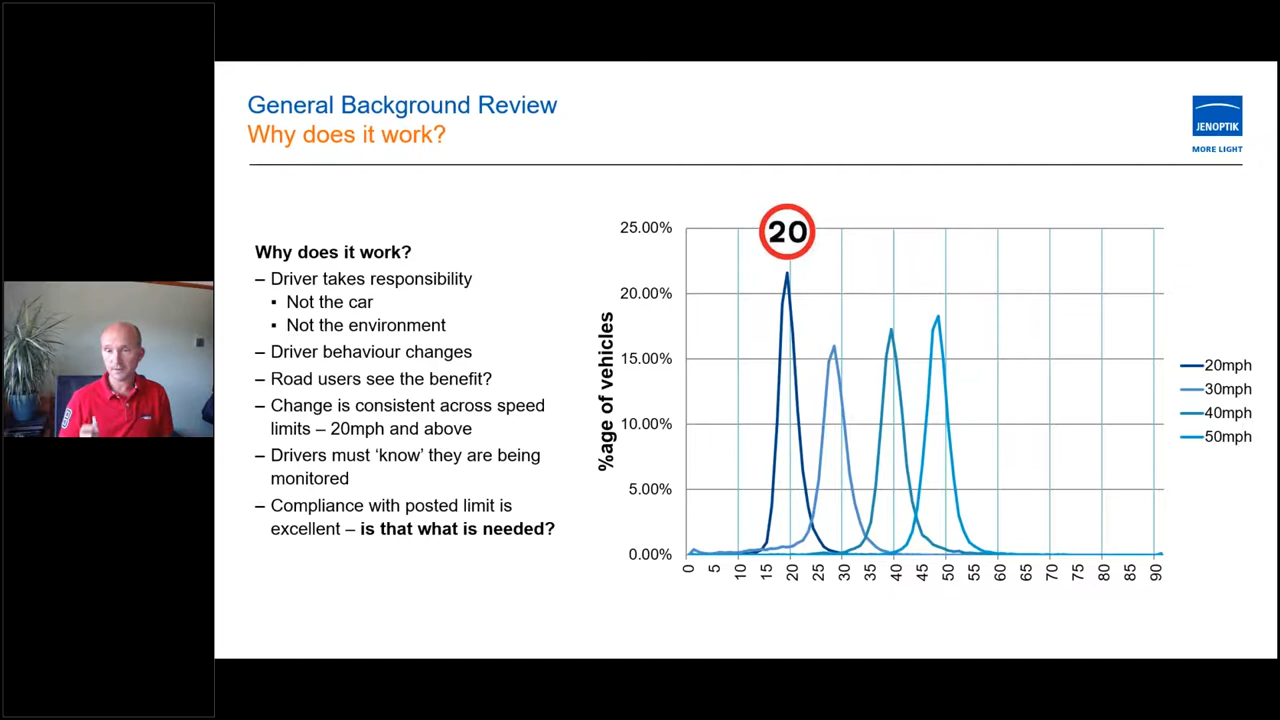 General Background Review
Why does it work?
JENOPTIK
MORE LIGHT
Why does it work?
– Driver takes responsibility
▪ Not the car
▪ Not the environment
– Driver behaviour changes
– Road users see the benefit?
– Change is consistent across speed
limits – 20mph and above
– Drivers must ‘know’ they are being
monitored
– Compliance with posted limit is
excellent – is that what is needed?
20
%age of vehicles
25.00%
20.00%
15.00%
10.00%
5.00%
0.00%
0 5 10 15 20 25 30 35 40 45 50 55 60 65 70 75 80 85 90
20mph
30mph
40mph
50mph